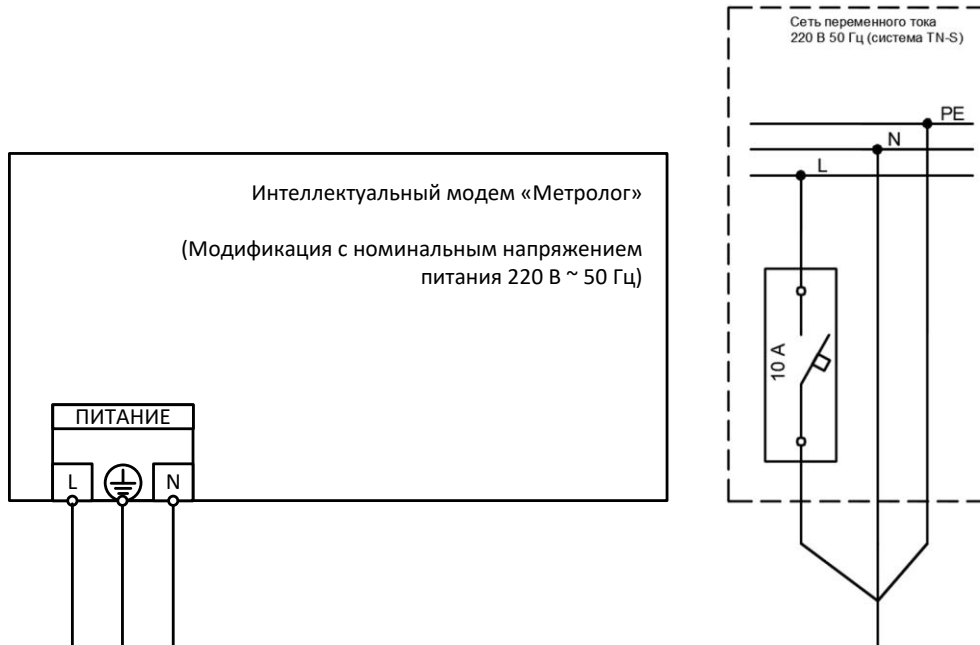 Сеть переменного тока
220 В 50 Гц (система TN-S)
PE
N
L
Интеллектуальный модем «Метролог»
(Модификация с номинальным напряжением
питания 220 В ~ 50 Гц)
10 А
ПИТАНИЕ
L
N